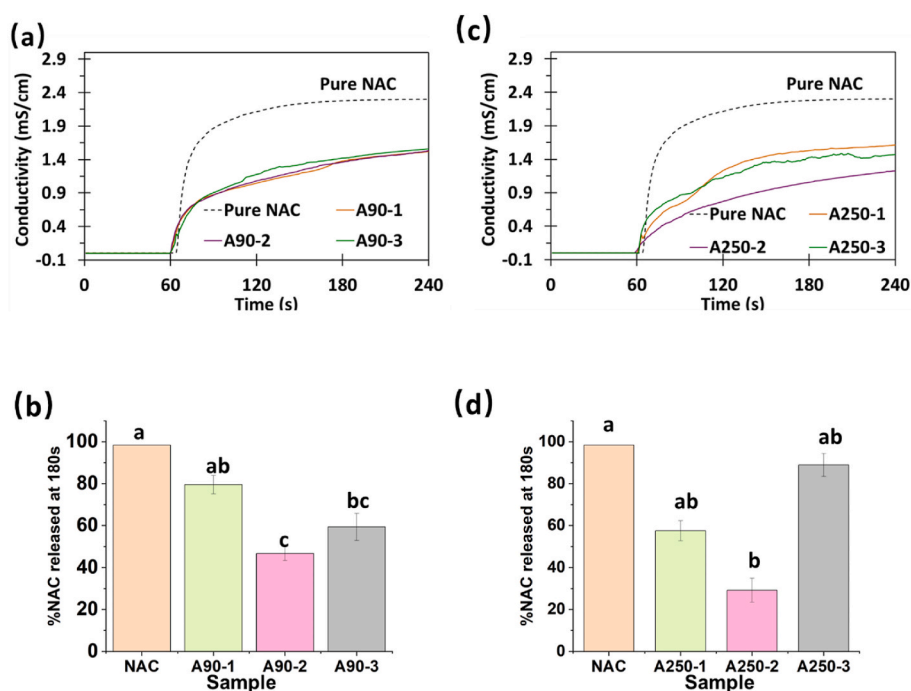 (a)
Conductivity (mS/cm)
2.9
2.4
1.9
1.4
0.9
0.4
-0.1
Pure NAC
Pure NAC
A90-1
A90-2
A90-3
0
60
120
180
240
Time (s)
(c)
Conductivity (mS/cm)
2.9
2.4
1.9
1.4
0.9
0.4
-0.1
Pure NAC
Pure NAC
A250-1
A250-2
A250-3
0
60
120
180
240
Time (s)
(b)
%NAC released at 180s
100
80
60
40
20
0
a
ab
c
bc
NAC
A90-1
A90-2
A90-3
Sample
(d)
%NAC released at 180s
100
80
60
40
20
0
a
ab
b
ab
NAC
A250-1
A250-2
A250-3
Sample